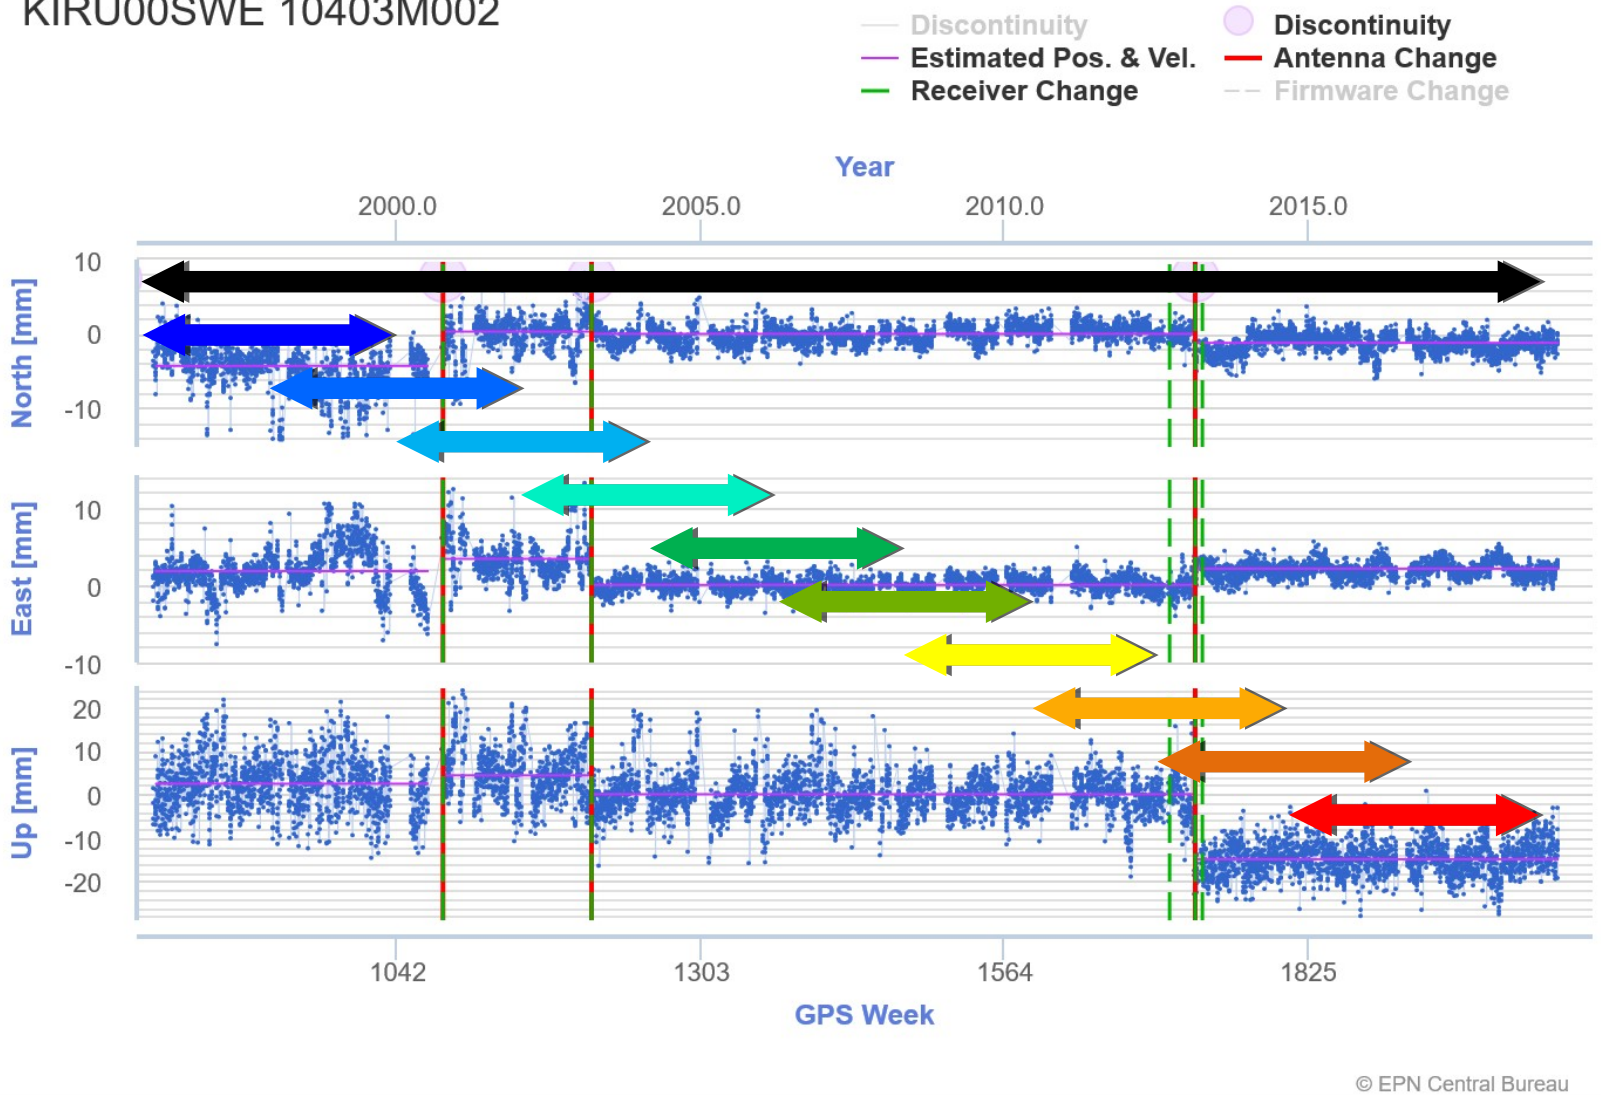 KIRU00SWE 10403M002
Discontinuity
Discontinuity
Estimated Pos. & Vel.
Antenna Change
Receiver Change
Firmware Change
Year
2000.0
2005.0
2010.0
2015.0
North [mm]
10
0
-10
East [mm]
10
0
-10
Up [mm]
20
10
0
-10
-20
1042
1303
1564
1825
GPS Week
© EPN Central Bureau